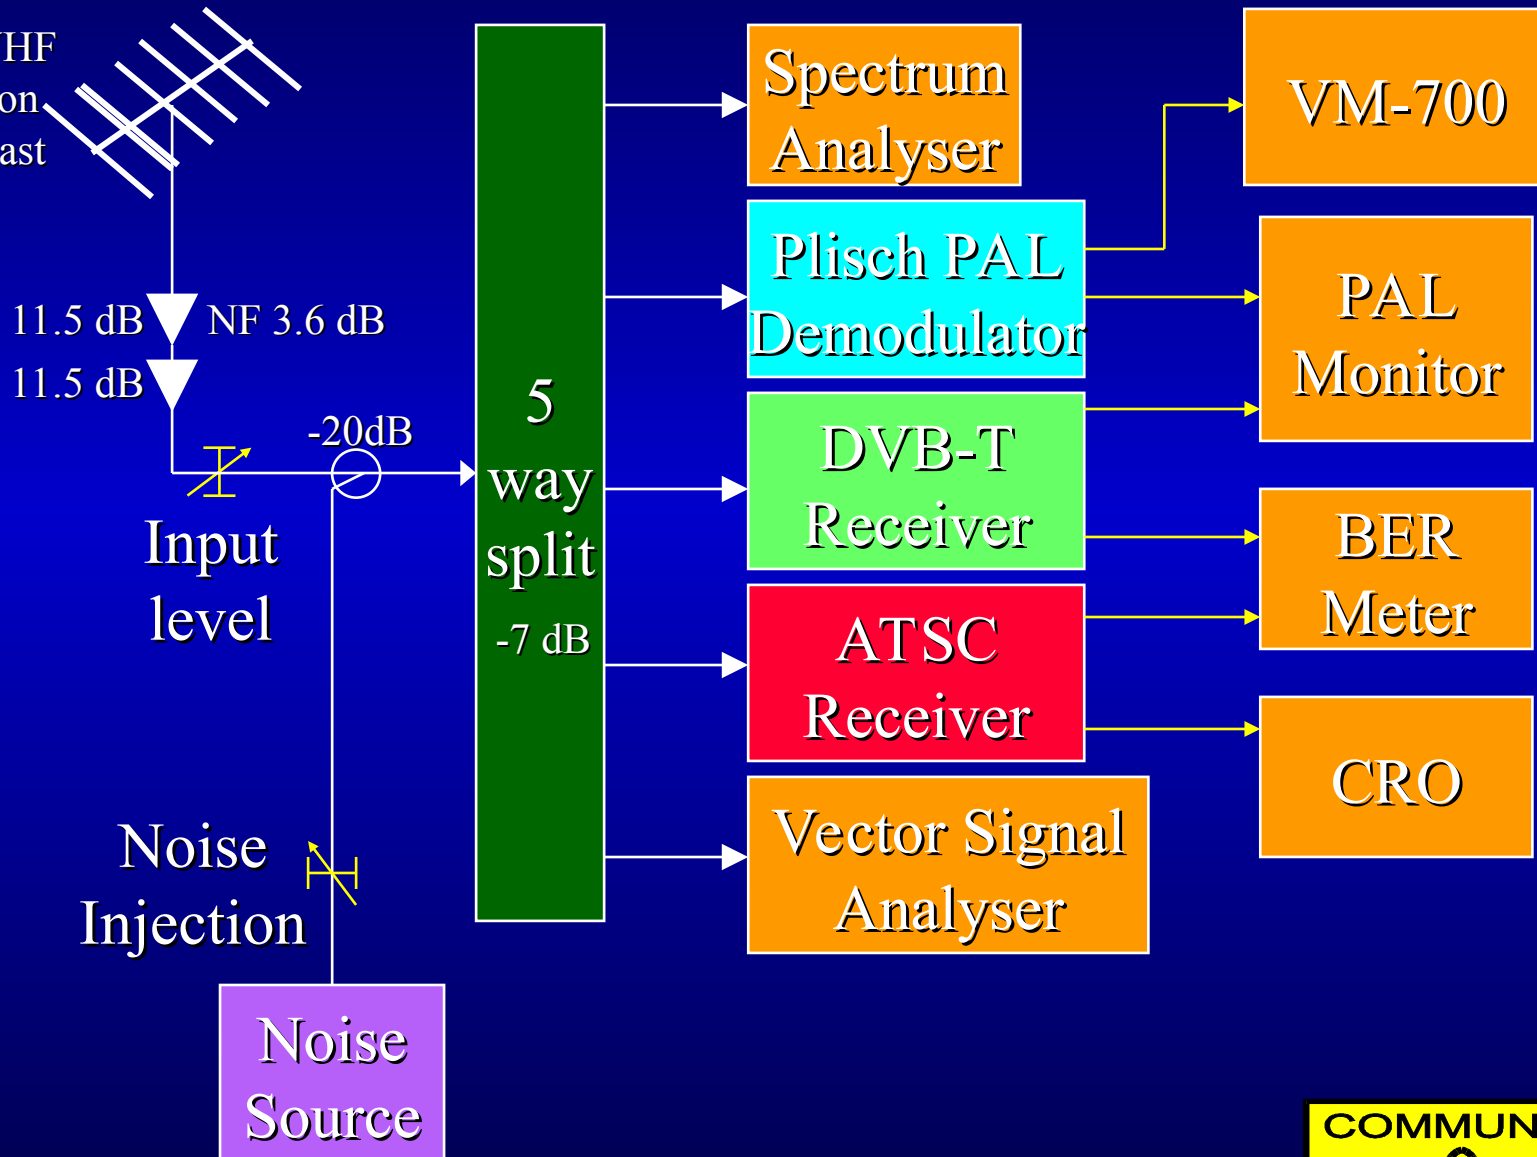 VHF
on
ast
11.5 dB
NF 3.6 dB
11.5 dB
-20dB
Input
level
Noise
Injection
Noise
Source
5
way
split
-7 dB
Spectrum
Analyser
Plisch PAL
Demodulator
DVB-T
Receiver
ATSC
Receiver
Vector Signal
Analyser
VM-700
PAL
Monitor
BER
Meter
CRO
COMMUN